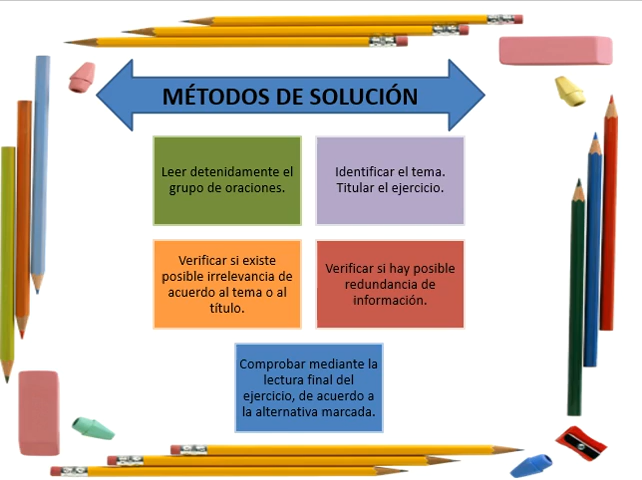 MÉTODOS DE SOLUCIÓN
Leer detenidamente el
grupo de oraciones.
Identificar el tema.
Titular el ejercicio.
Verificar si existe
posible irrelevancia de
acuerdo al tema o al
título.
Verificar si hay posible
redundancia de
información.
Comprobar mediante la
lectura final del
ejercicio, de acuerdo a
la alternativa marcada.